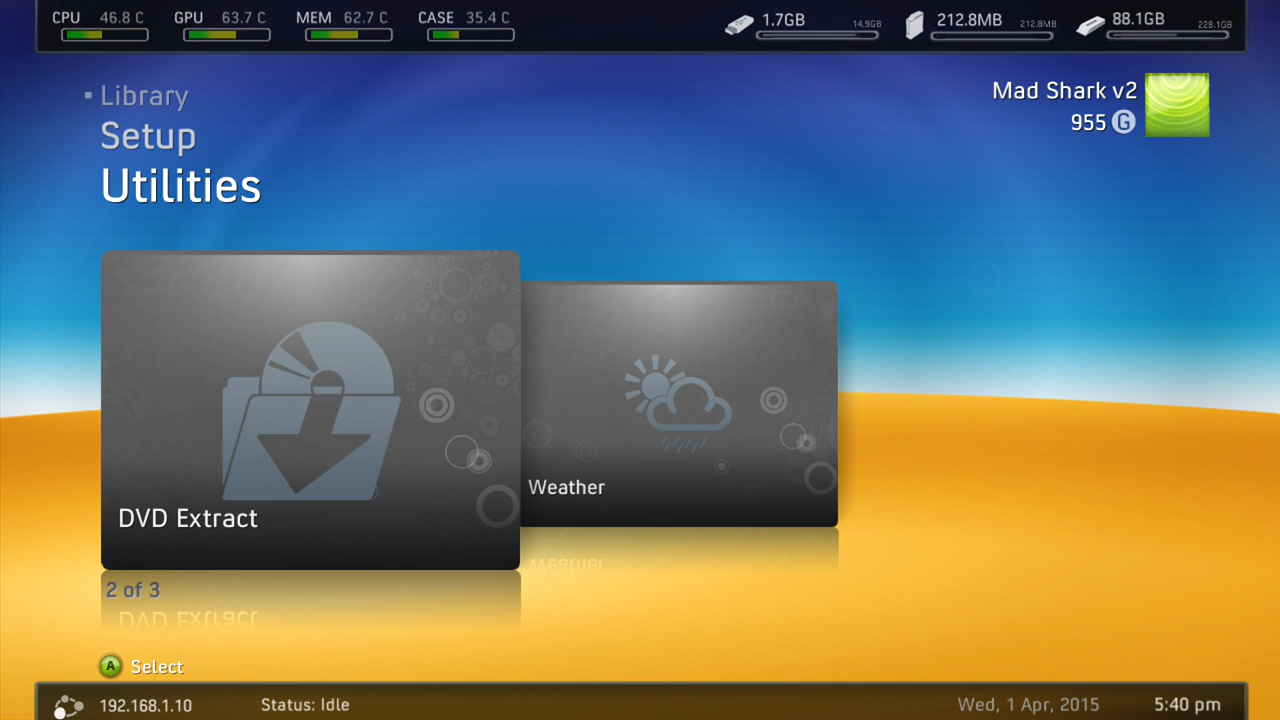 CPU 46.8 C GPU 63.7 C MEM 62.7 C CASE 35.4 C 1.7GB 14.9GB 212.8MB 212.8MB 88.1GB 228.1GB
Library
Setup
Utilities
Mad Shark v2
955 G
DVD Extract
Weather
2 of 3
A Select
192.168.1.10 Status: Idle Wed, 1 Apr, 2015 5:40 pm